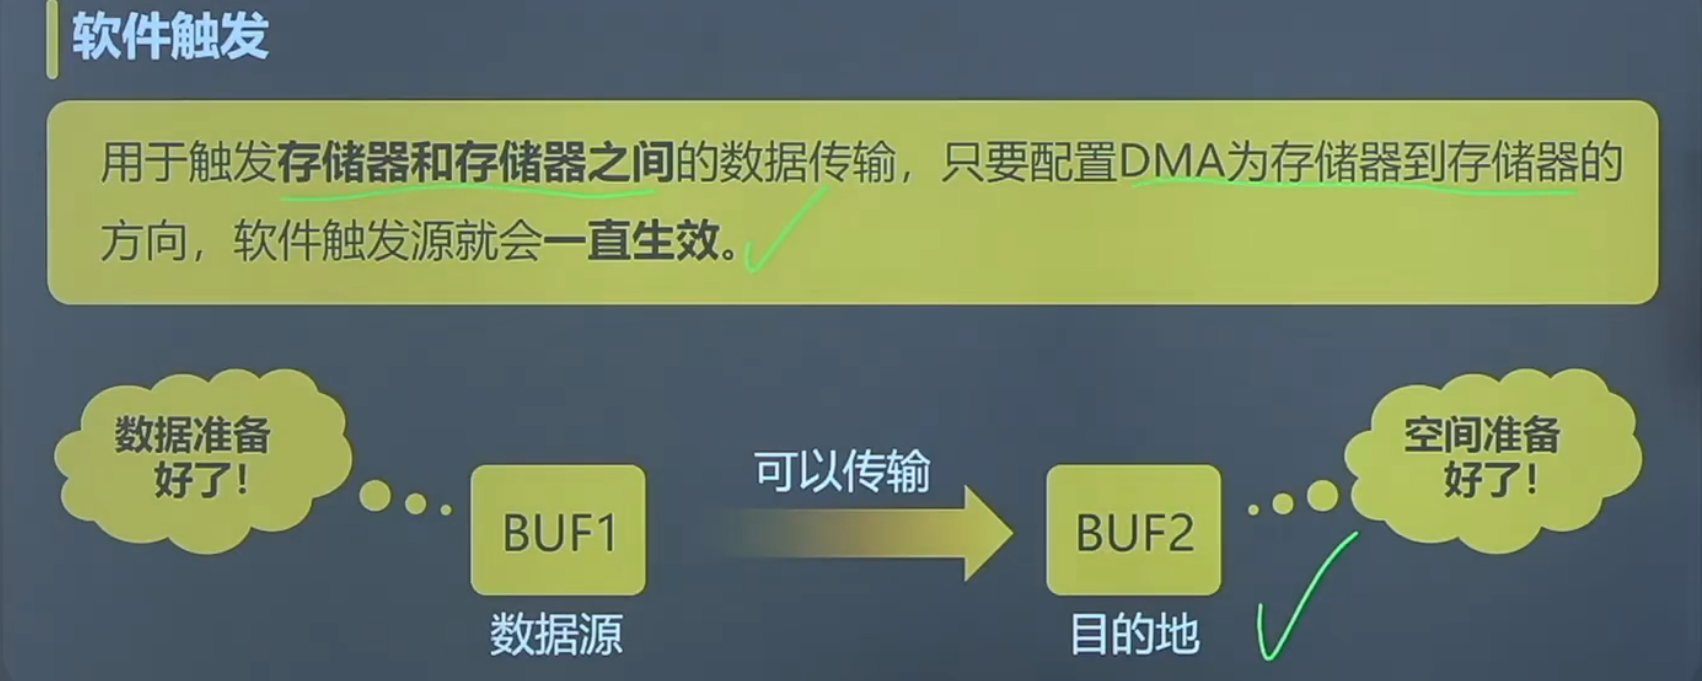 软件触发
用于触发存储器和存储器之间的数据传输，只要配置DMA为存储器到存储器的
方向，软件触发源就会一直生效。
数据准备
好了！
可以传输
空间准备
好了！
BUF1
BUF2
数据源
目的地